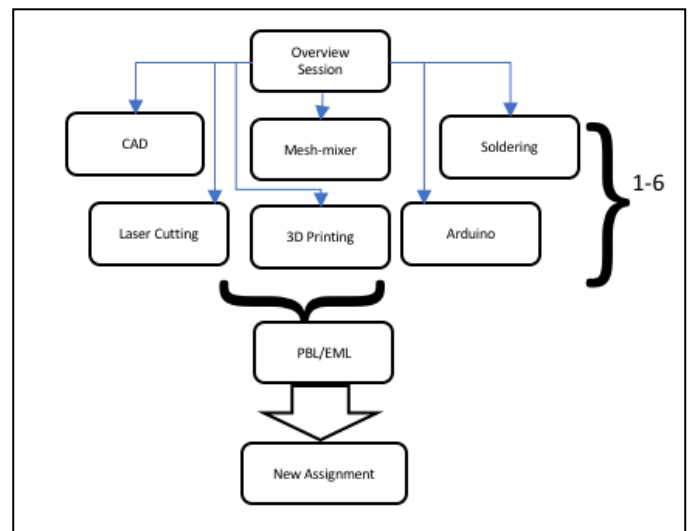 Overview
Session
CAD
Mesh-mixer
Soldering
1-6
Laser Cutting
3D Printing
Arduino
PBL/EML
New Assignment